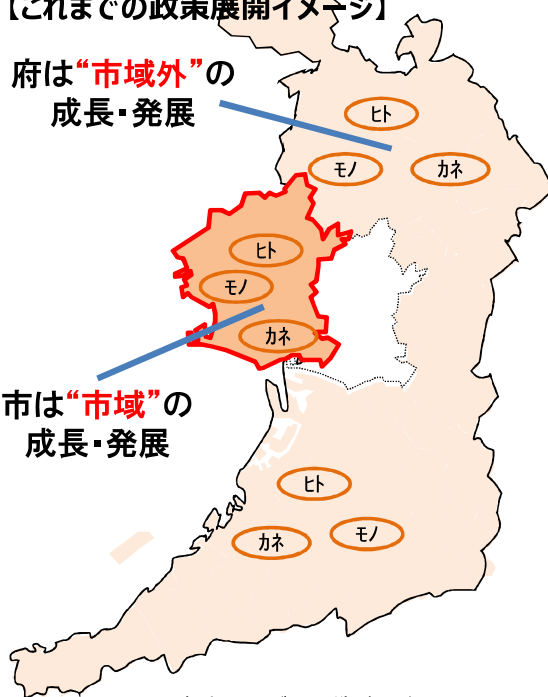 【これまでの政策展開イメージ】
府は“市域外”の
成長・発展
ヒト
モノ
カネ
ヒト
モノ
カネ
市は“市域”の
成長・発展
ヒト
カネ
モノ